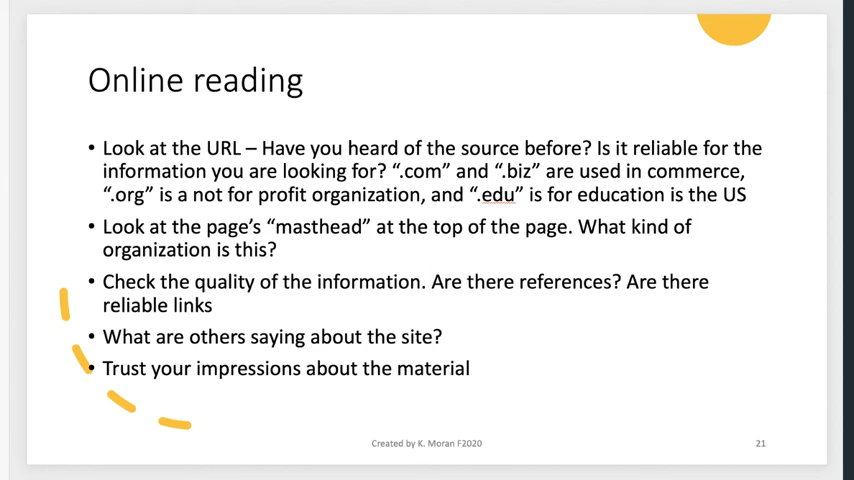 Online reading
• Look at the URL – Have you heard of the source before? Is it reliable for the
information you are looking for? “.com” and “.biz” are used in commerce,
“.org” is a not for profit organization, and “.edu” is for education is the US
• Look at the page’s “masthead” at the top of the page. What kind of
organization is this?
• Check the quality of the information. Are there references? Are there
reliable links
• What are others saying about the site?
• Trust your impressions about the material
Created by K. Moran F2020
21